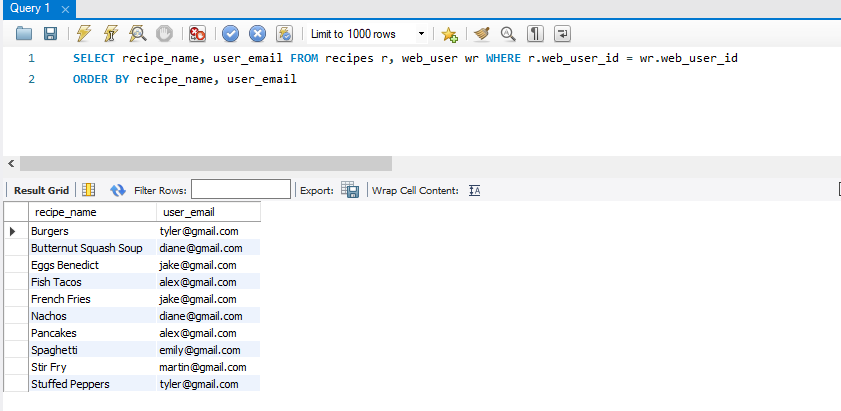 Query 1
Limit to 1000 rows
1 SELECT recipe_name, user_email FROM recipes r, web_user wr WHERE r.web_user_id = wr.web_user_id
2 ORDER BY recipe_name, user_email
Result Grid Filter Rows: Export: Wrap Cell Content:
recipe_name user_email
Burgers tyler@gmail.com
Butternut Squash Soup diane@gmail.com
Eggs Benedict jake@gmail.com
Fish Tacos alex@gmail.com
French Fries jake@gmail.com
Nachos diane@gmail.com
Pancakes alex@gmail.com
Spaghetti emily@gmail.com
Stir Fry martin@gmail.com
Stuffed Peppers tyler@gmail.com